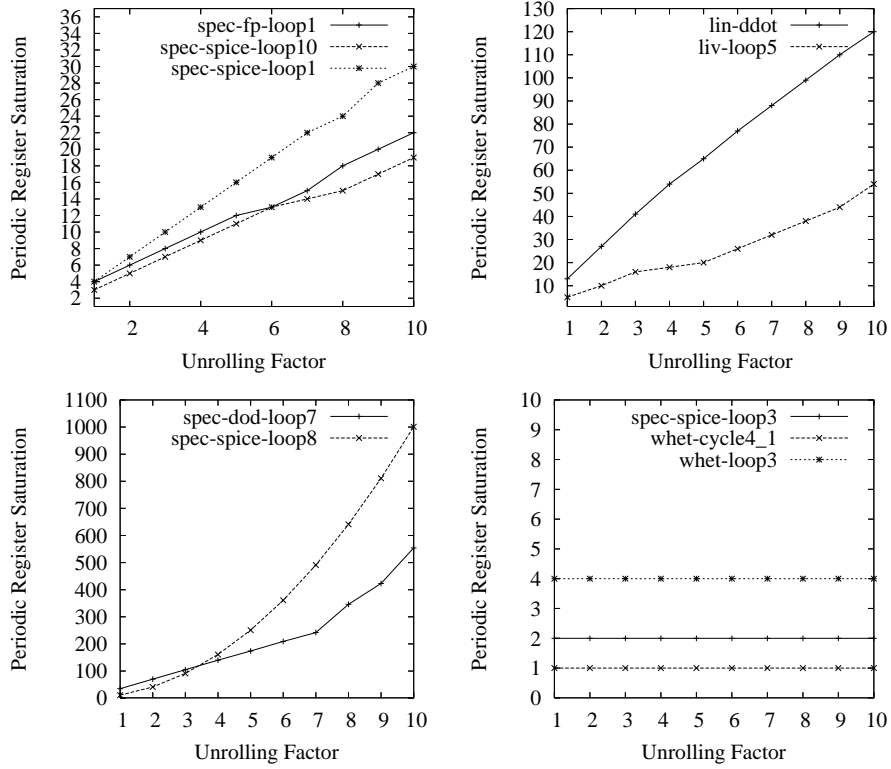 Periodic Register Saturation
36
34
32
30
28
26
24
22
20
18
16
14
12
10
8
6
4
2
spec-fp-loop1
spec-spice-loop10
spec-spice-loop1
2 4 6 8 10
Unrolling Factor
Periodic Register Saturation
130
120
110
100
90
80
70
60
50
40
30
20
10
lin-ddot
liv-loop5
1 2 3 4 5 6 7 8 9 10
Unrolling Factor
Periodic Register Saturation
1100
1000
900
800
700
600
500
400
300
200
100
0
spec-dod-loop7
spec-spice-loop8
1 2 3 4 5 6 7 8 9 10
Unrolling Factor
Periodic Register Saturation
10
9
8
7
6
5
4
3
2
1
0
spec-spice-loop3
whet-cycle4_1
whet-loop3
1 2 3 4 5 6 7 8 9 10
Unrolling Factor